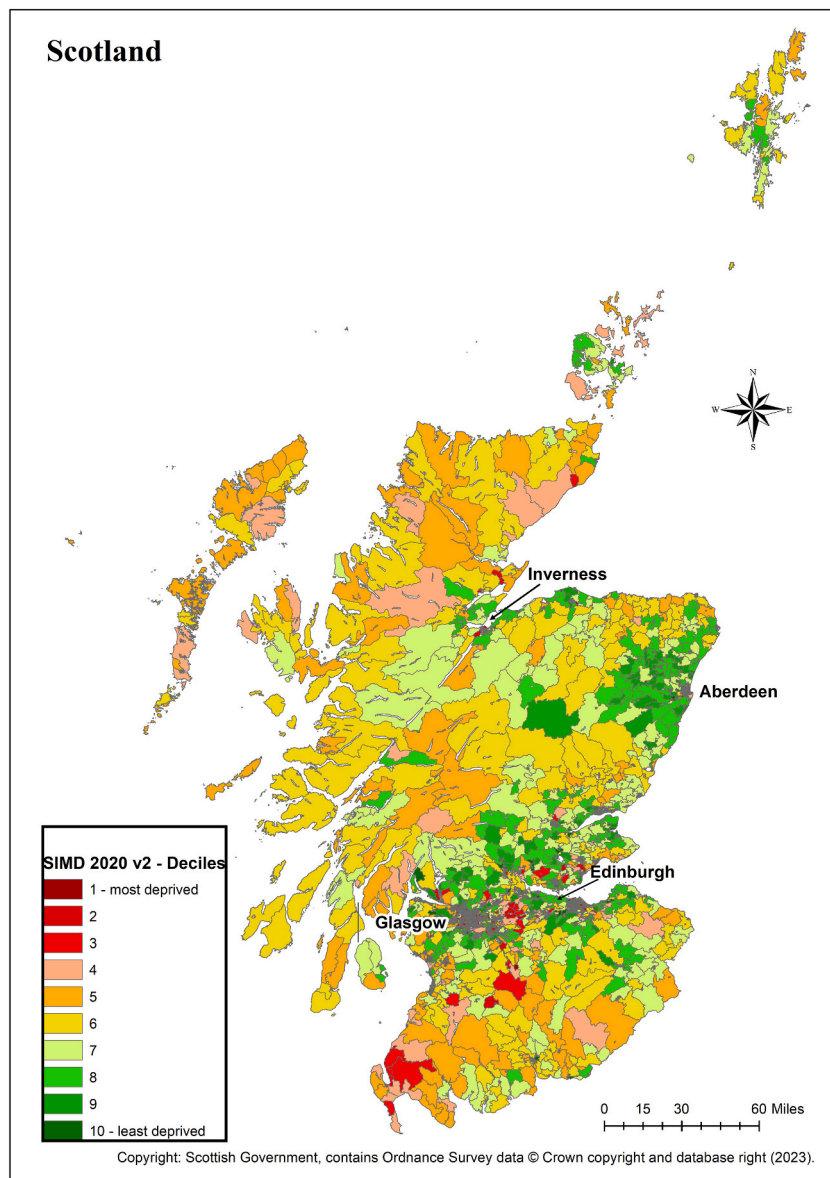 Scotland
N
W E
S
Inverness
Aberdeen
Edinburgh
Glasgow
SIMD 2020 v2 - Deciles
1 - most deprived
2
3
4
5
6
7
8
9
10 - least deprived
0 15 30 60 Miles
Copyright: Scottish Government, contains Ordnance Survey data © Crown copyright and database right (2023).